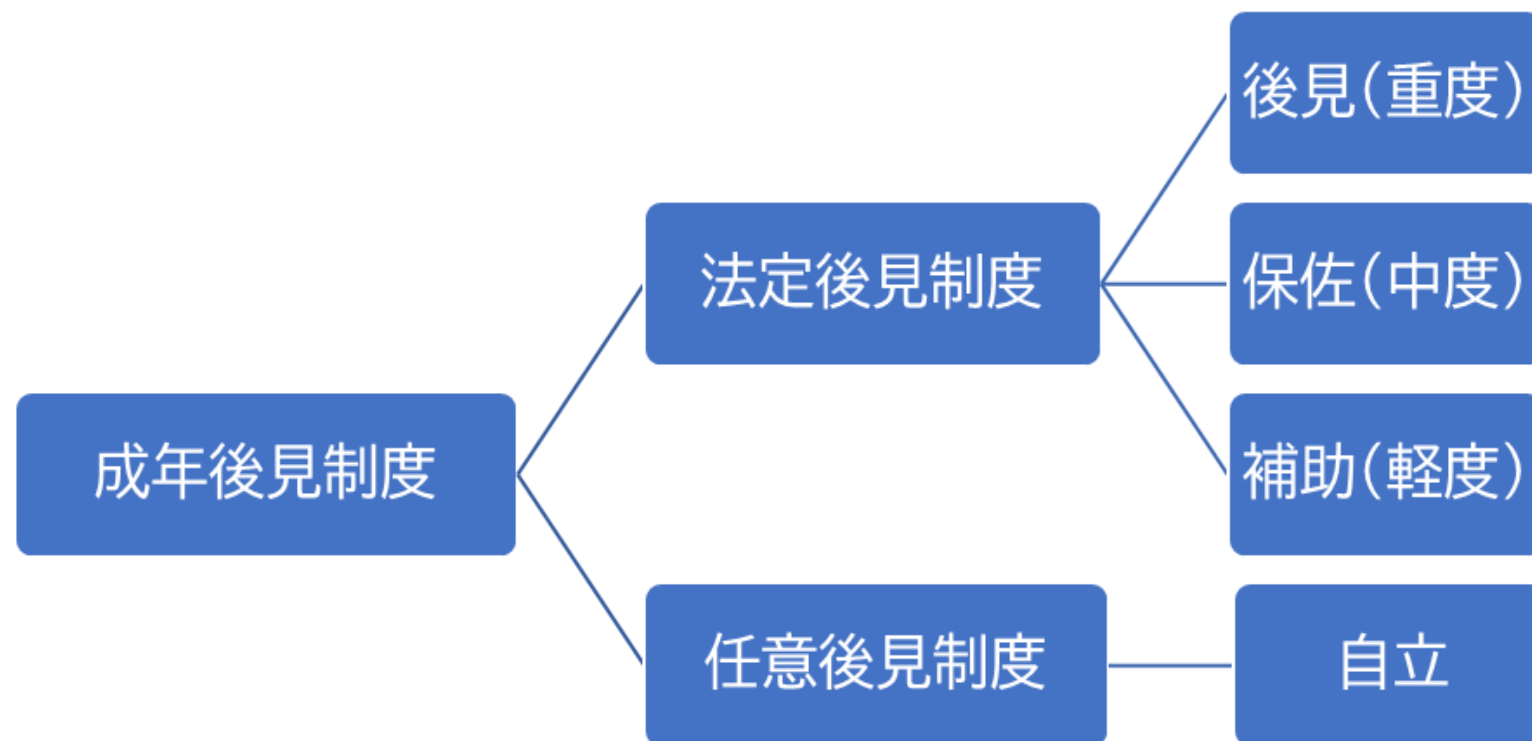 成年後見制度
法定後見制度
後見(重度)
保佐(中度)
補助(軽度)
任意後見制度
自立